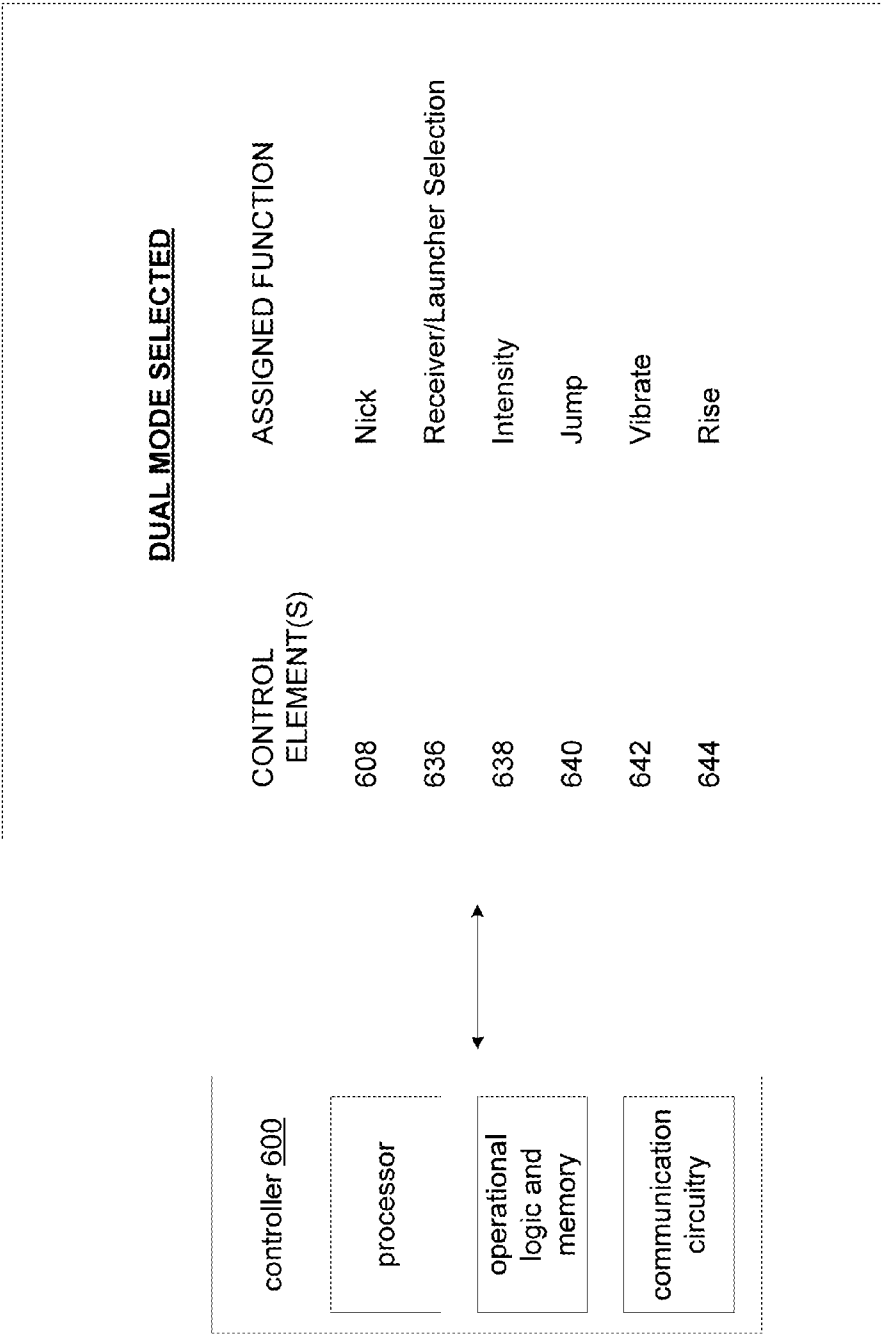 controller 600
processor
operational
logic and
memory
communication
circuitry
DUAL MODE SELECTED
CONTROL
ELEMENT(S)
ASSIGNED FUNCTION
608 Nick
636 Receiver/Launcher Selection
638 Intensity
640 Jump
642 Vibrate
644 Rise